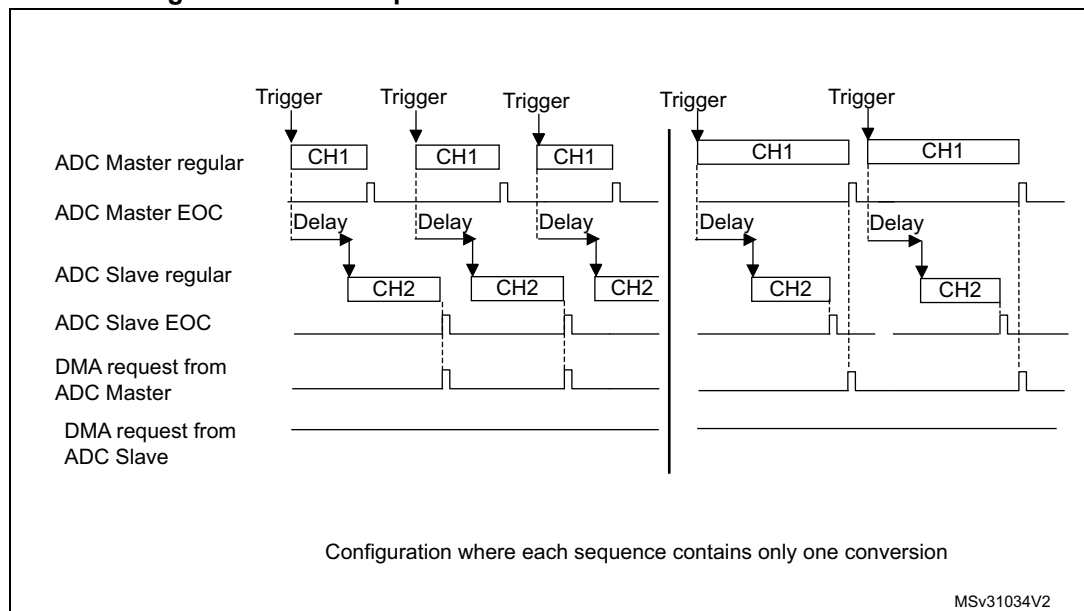 Trigger Trigger Trigger Trigger Trigger
ADC Master regular CH1 CH1 CH1 CH1 CH1
ADC Master EOC
Delay Delay Delay Delay Delay
ADC Slave regular
CH2 CH2 CH2 CH2 CH2
ADC Slave EOC
DMA request from
ADC Master
DMA request from
ADC Slave
Configuration where each sequence contains only one conversion
MSv31034V2